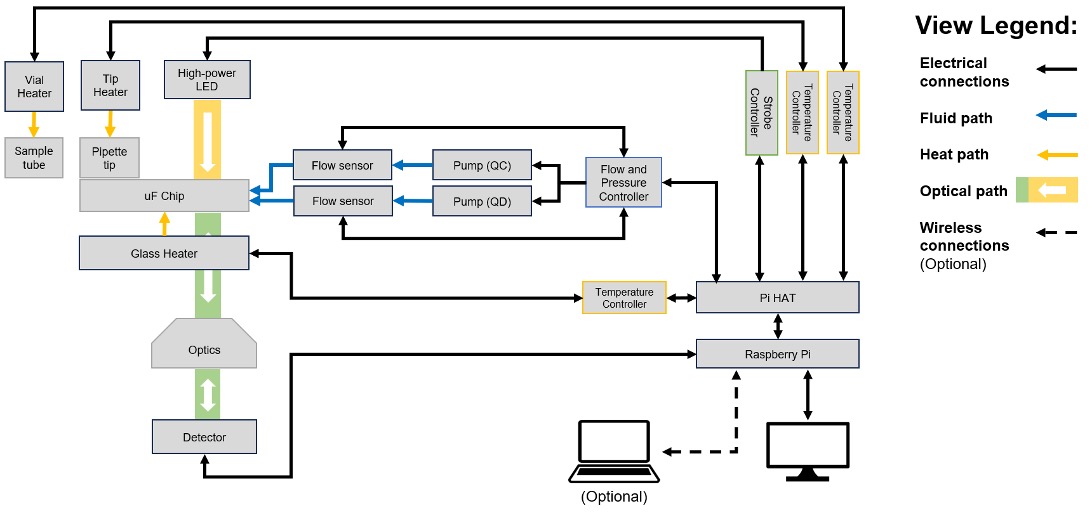 View Legend:
Electrical
connections
Fluid path
Heat path
Optical path
Wireless
connections
(Optional)
Vial
Heater
Tip
Heater
High-power
LED
Strobe
Controller
Temperature
Controller
Temperature
Controller
Sample
tube
Pipette
tip
uF Chip
Flow sensor
Pump (QC)
Flow sensor
Pump (QD)
Flow and
Pressure
Controller
Glass Heater
Temperature
Controller
Pi HAT
Optics
Raspberry Pi
Detector
(Optional)